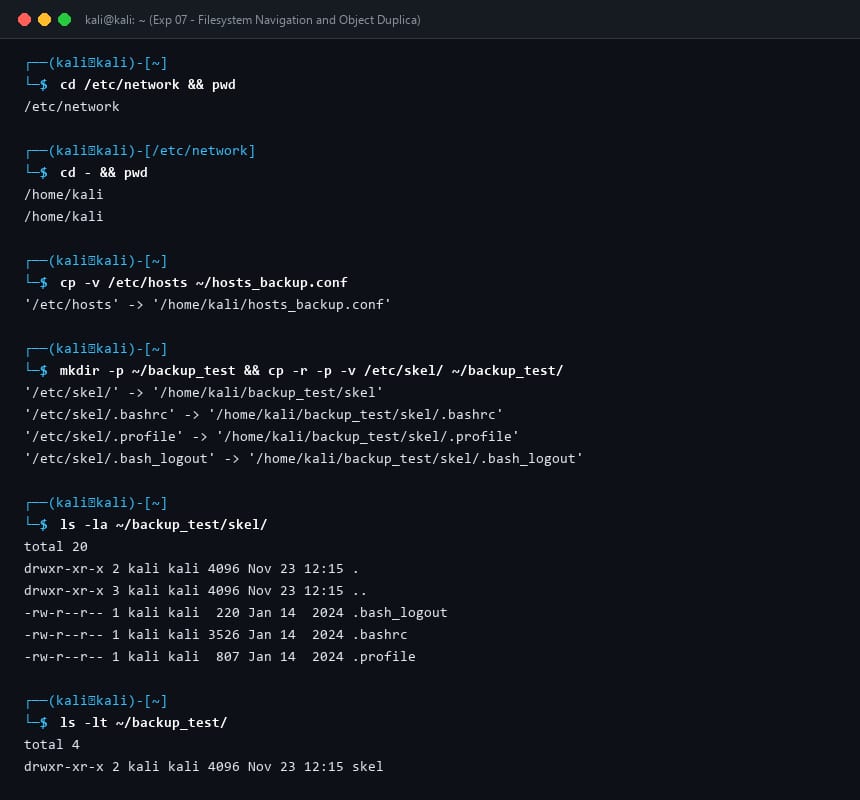 kali@kali: ~ (Exp 07 - Filesystem Navigation and Object Duplica)
┌──(kali㉿kali)-[~]
└─$ cd /etc/network && pwd
/etc/network
┌──(kali㉿kali)-[/etc/network]
└─$ cd - && pwd
/home/kali
/home/kali
┌──(kali㉿kali)-[~]
└─$ cp -v /etc/hosts ~/hosts_backup.conf
'/etc/hosts' -> '/home/kali/hosts_backup.conf'
┌──(kali㉿kali)-[~]
└─$ mkdir -p ~/backup_test && cp -r -p -v /etc/skel/ ~/backup_test/
'/etc/skel/' -> '/home/kali/backup_test/skel'
'/etc/skel/.bashrc' -> '/home/kali/backup_test/skel/.bashrc'
'/etc/skel/.profile' -> '/home/kali/backup_test/skel/.profile'
'/etc/skel/.bash_logout' -> '/home/kali/backup_test/skel/.bash_logout'
┌──(kali㉿kali)-[~]
└─$ ls -la ~/backup_test/skel/
total 20
drwxr-xr-x 2 kali kali 4096 Nov 23 12:15 .
drwxr-xr-x 3 kali kali 4096 Nov 23 12:15 ..
-rw-r--r-- 1 kali kali  220 Jan 14  2024 .bash_logout
-rw-r--r-- 1 kali kali 3526 Jan 14  2024 .bashrc
-rw-r--r-- 1 kali kali  807 Jan 14  2024 .profile
┌──(kali㉿kali)-[~]
└─$ ls -lt ~/backup_test/
total 4
drwxr-xr-x 2 kali kali 4096 Nov 23 12:15 skel